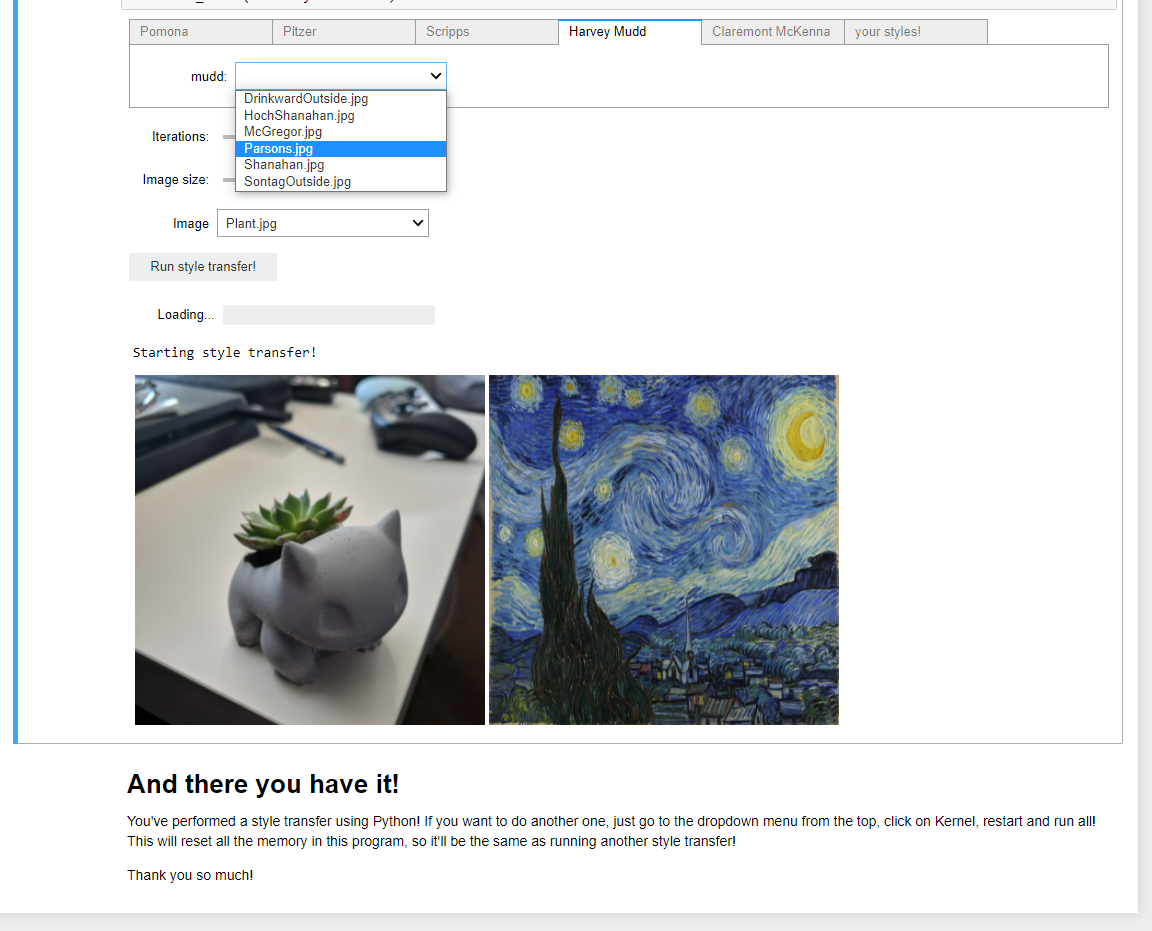 Pomona Pitzer Scripps Harvey Mudd Claremont McKenna your styles!
mudd:
DrinkwardOutside.jpg
HochShanahan.jpg
McGregor.jpg
Parsons.jpg
Shanahan.jpg
SontagOutside.jpg
Iterations:
Image size:
Image Plant.jpg
Run style transfer!
Loading...
Starting style transfer!
And there you have it!
You've performed a style transfer using Python! If you want to do another one, just go to the dropdown menu from the top, click on Kernel, restart and run all!
This will reset all the memory in this program, so it'll be the same as running another style transfer!
Thank you so much!